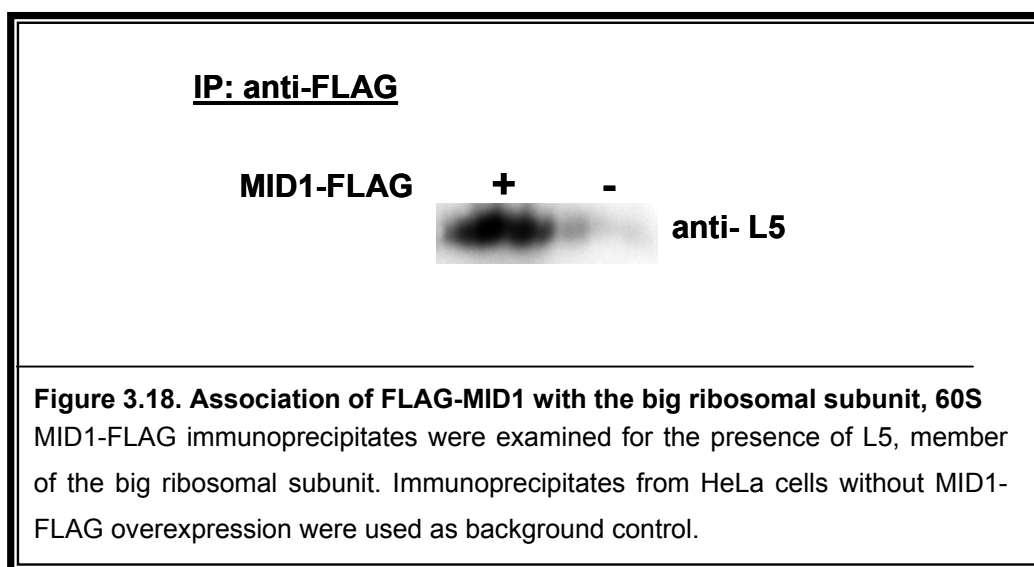 IP: anti-FLAG
MID1-FLAG + -
anti- L5
Figure 3.18. Association of FLAG-MID1 with the big ribosomal subunit, 60S
MID1-FLAG immunoprecipitates were examined for the presence of L5, member
of the big ribosomal subunit. Immunoprecipitates from HeLa cells without MID1-
FLAG overexpression were used as background control.